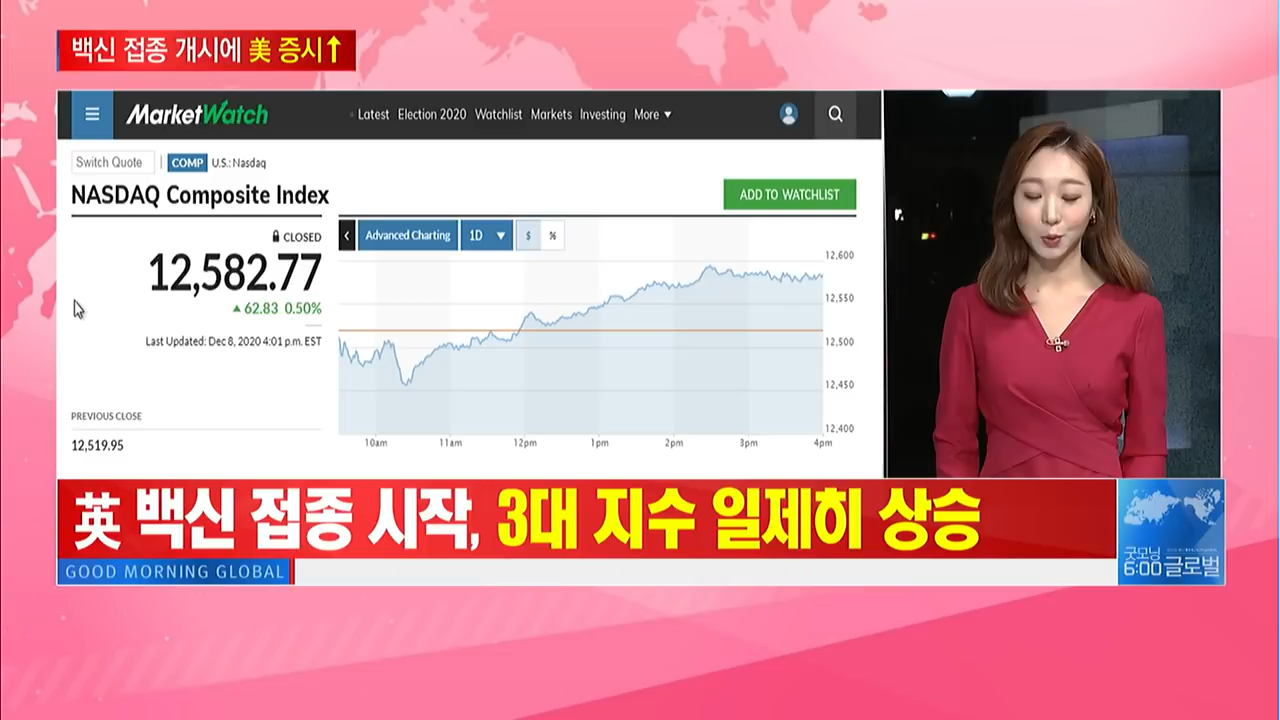 백신 접종 개시에 美 증시↑
MarketWatch
Latest Election 2020 Watchlist Markets Investing More ▼
Switch Quote | COMP U.S.: Nasdaq
NASDAQ Composite Index
ADD TO WATCHLIST
CLOSED
12,582.77
▲ 62.83 0.50%
Last Updated: Dec 8, 2020 4:01 p.m. EST
PREVIOUS CLOSE
12,519.95
Advanced Charting 1D ▼ $ %
12,600
12,550
12,500
12,450
12,400
10am 11am 12pm 1pm 2pm 3pm 4pm
英 백신 접종 시작, 3대 지수 일제히 상승
GOOD MORNING GLOBAL
굿모닝
6:00 글로벌